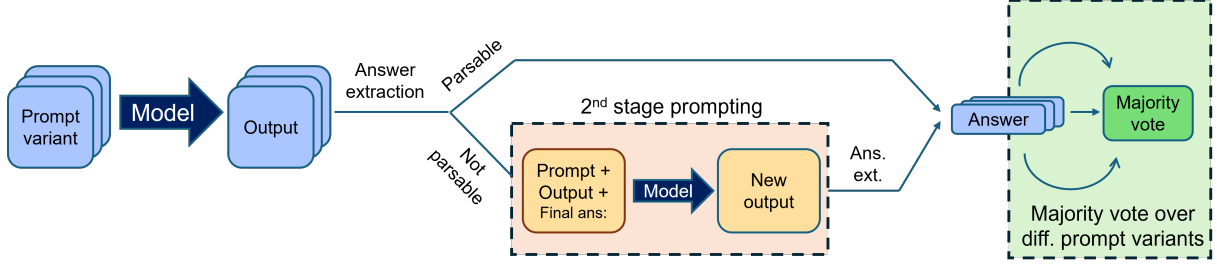 Prompt
variant
Model
Output
Answer
extraction
Parsable
Not
parsable
2nd stage prompting
Prompt +
Output +
Final ans:
Model
New
output
Ans.
ext.
Answer
Majority
vote
Majority vote over
diff. prompt variants